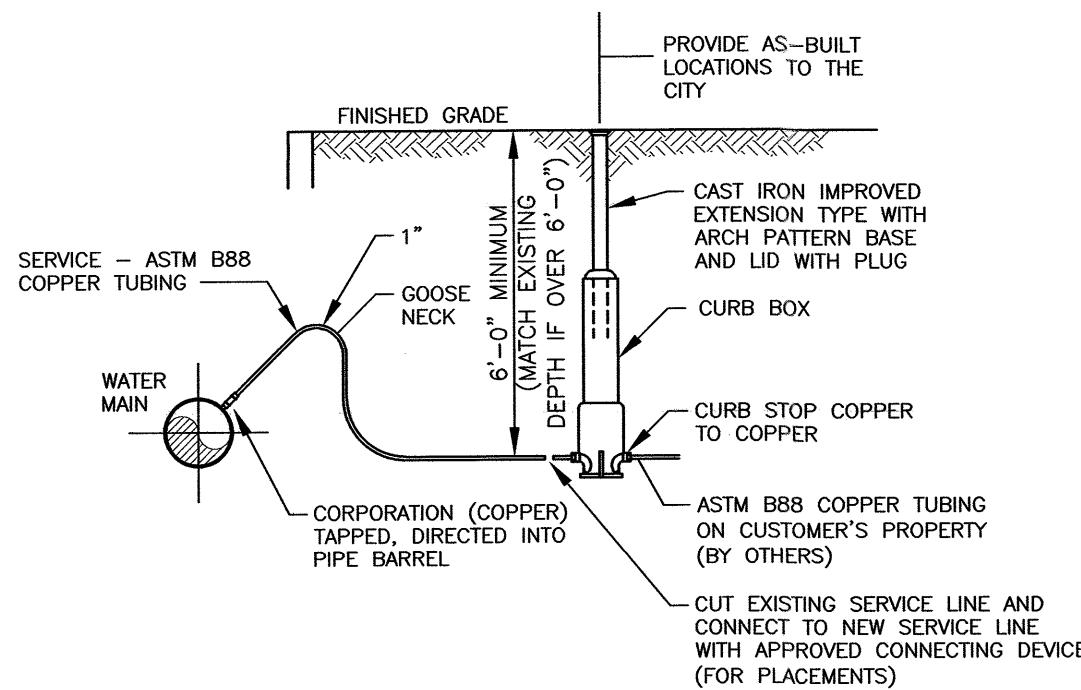 PROVIDE AS-BUILT
LOCATIONS TO THE
CITY
FINISHED GRADE
6'-0" MINIMUM
(MATCH EXISTING
DEPTH IF OVER 6'-0")
CAST IRON IMPROVED
EXTENSION TYPE WITH
ARCH PATTERN BASE
AND LID WITH PLUG
1"
SERVICE - ASTM B88
COPPER TUBING
GOOSE
NECK
CURB BOX
WATER
MAIN
CURB STOP COPPER
TO COPPER
CORPORATION (COPPER)
TAPPED, DIRECTED INTO
PIPE BARREL
ASTM B88 COPPER TUBING
ON CUSTOMER'S PROPERTY
(BY OTHERS)
CUT EXISTING SERVICE LINE AND
CONNECT TO NEW SERVICE LINE
WITH APPROVED CONNECTING DEVICE
(FOR PLACEMENTS)